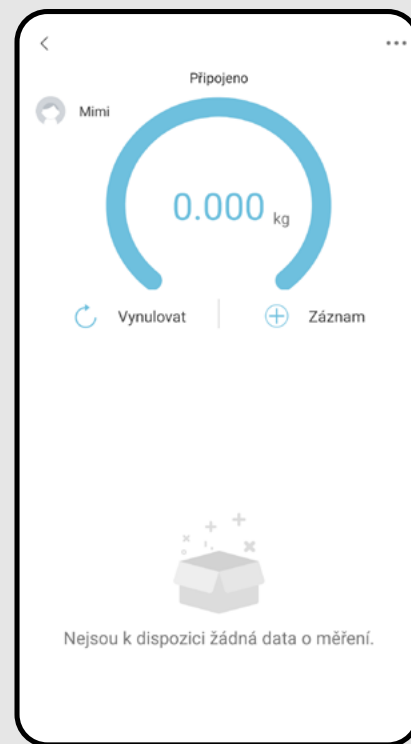 Připojeno
Mimi
0.000 kg
Vynulovat
Záznam
Nejsou k dispozici žádná data o měření.